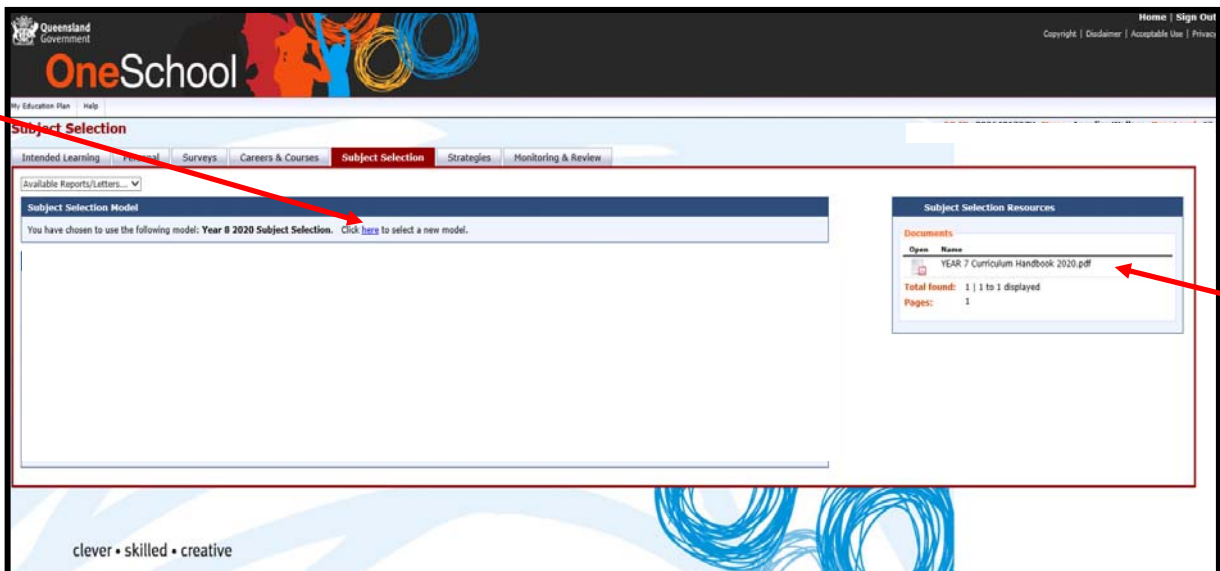 Queensland
Government
OneSchool
Home | Sign Out
Copyright | Disclaimer | Acceptable Use | Privacy
My Education Plan Help
Subject Selection
Intended Learning Personal Surveys Careers & Courses Subject Selection Strategies Monitoring & Review
Available Reports/Letters...
Subject Selection Model
You have chosen to use the following model: Year 8 2020 Subject Selection. Click here to select a new model.
Subject Selection Resources
Documents
Open Name
YEAR 7 Curriculum Handbook 2020.pdf
Total found: 1 | 1 to 1 displayed
Pages: 1
clever • skilled • creative